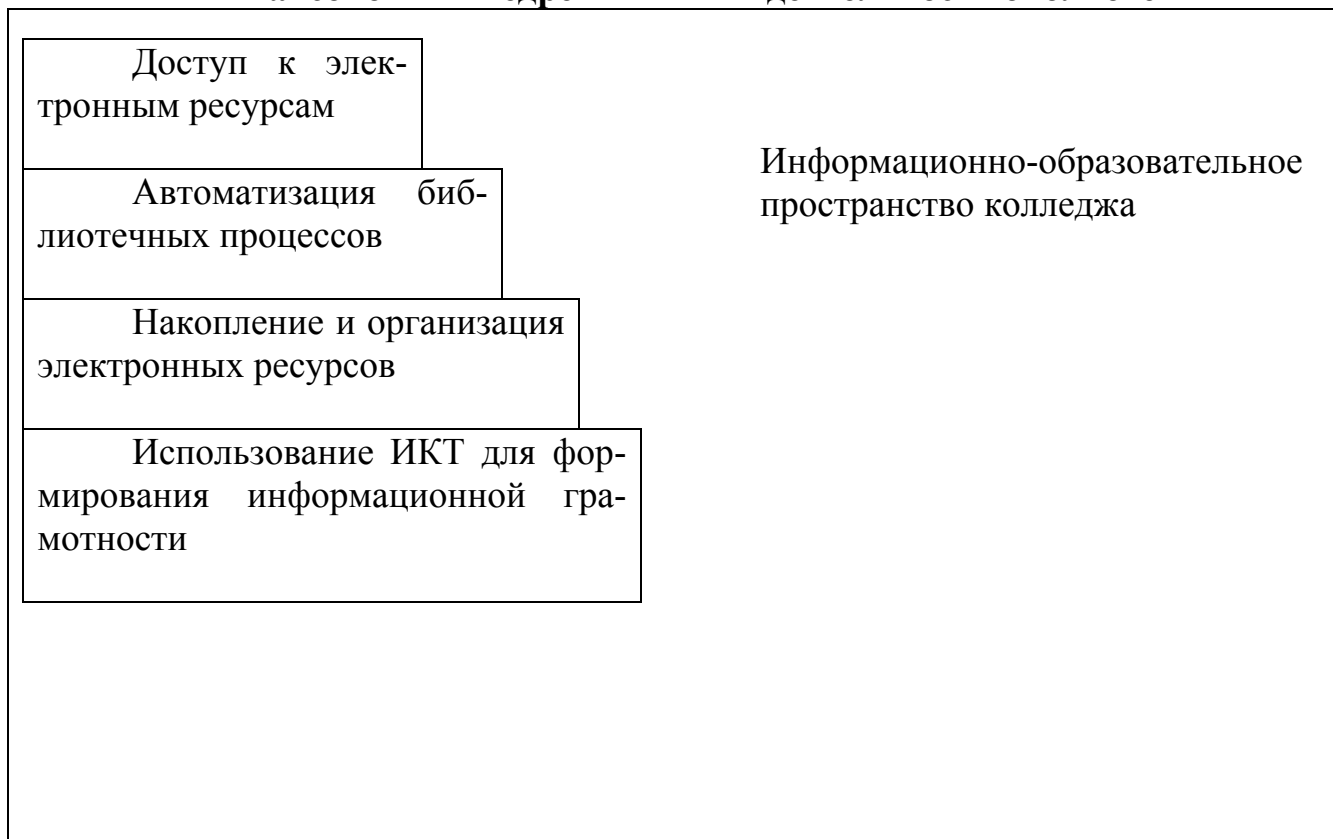 Доступ к элек-
тронным ресурсам
Автоматизация биб-
лиотечных процессов
Накопление и организация
электронных ресурсов
Использование ИКТ для фор-
мирования информационной гра-
мотности
Информационно-образовательное
пространство колледжа